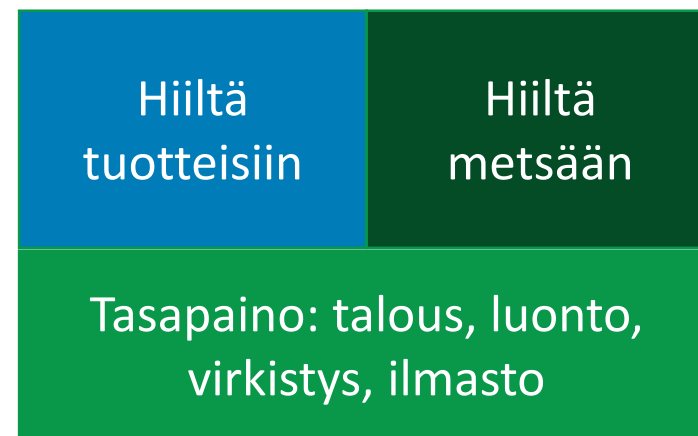 Hiiltä
tuotteisiin
Hiiltä
metsään
Tasapaino: talous, luonto,
virkistys, ilmasto